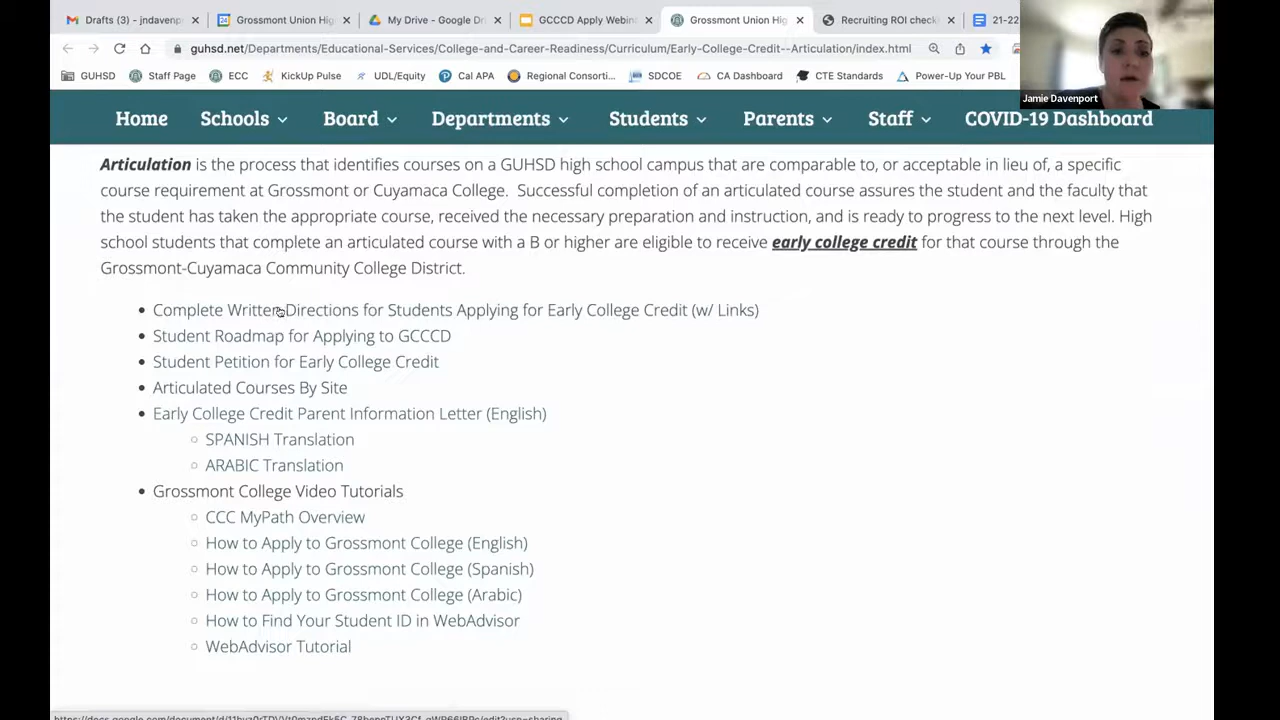 Drafts (3) - jndavenp
Grossmont Union Hig
My Drive - Google Dr
GCCCD Apply Webin
Grossmont Union Hig
Recruiting ROI check
21-22
guhsd.net/Departments/Educational-Services/College-and-Career-Readiness/Curriculum/Early-College-Credit--Articulation/index.html
GUHSD
Staff Page
ECC
KickUp Pulse
UDL/Equity
Cal APA
Regional Consorti...
SDCOE
CA Dashboard
CTE Standards
Power-Up Your PBL
Jamie Davenport
Home
Schools
Board
Departments
Students
Parents
Staff
COVID-19 Dashboard
Articulation is the process that identifies courses on a GUHSD high school campus that are comparable to, or acceptable in lieu of, a specific
course requirement at Grossmont or Cuyamaca College. Successful completion of an articulated course assures the student and the faculty that
the student has taken the appropriate course, received the necessary preparation and instruction, and is ready to progress to the next level. High
school students that complete an articulated course with a B or higher are eligible to receive early college credit for that course through the
Grossmont-Cuyamaca Community College District.
Complete Written Directions for Students Applying for Early College Credit (w/ Links)
Student Roadmap for Applying to GCCCD
Student Petition for Early College Credit
Articulated Courses By Site
Early College Credit Parent Information Letter (English)
SPANISH Translation
ARABIC Translation
Grossmont College Video Tutorials
CCC MyPath Overview
How to Apply to Grossmont College (English)
How to Apply to Grossmont College (Spanish)
How to Apply to Grossmont College (Arabic)
How to Find Your Student ID in WebAdvisor
WebAdvisor Tutorial